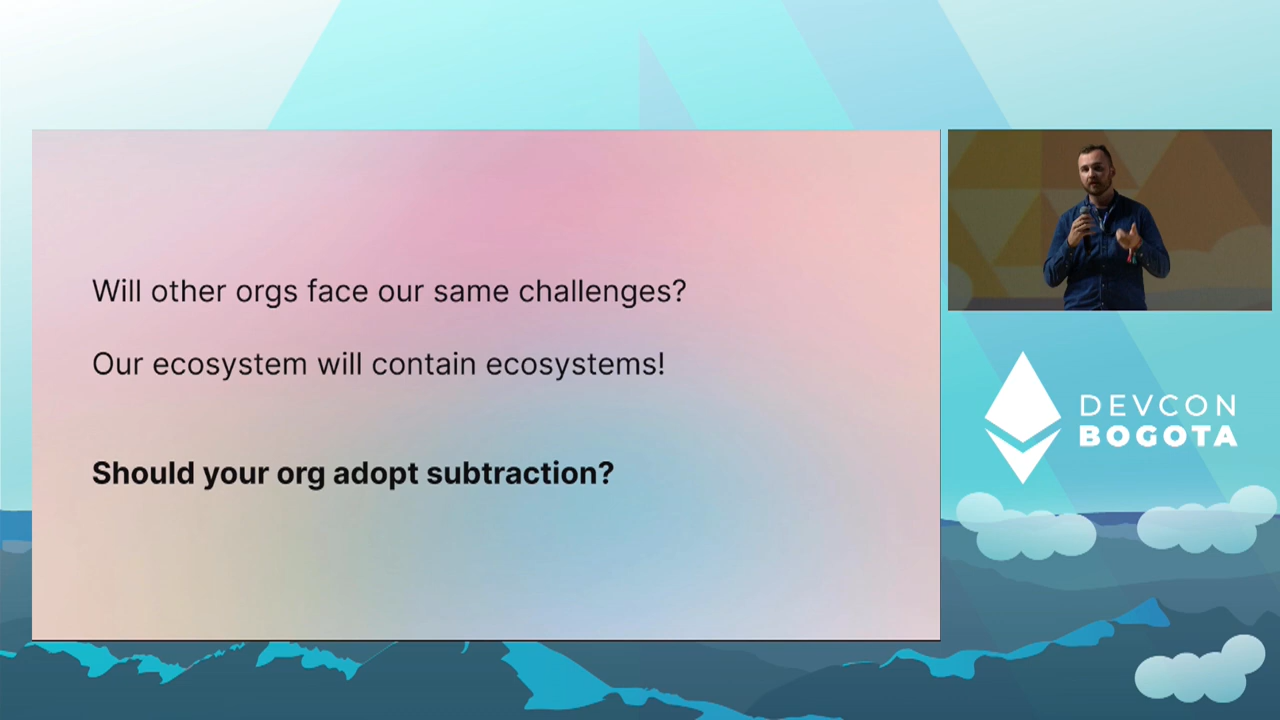 Will other orgs face our same challenges?
Our ecosystem will contain ecosystems!
Should your org adopt subtraction?
DEVCON
BOGOTA